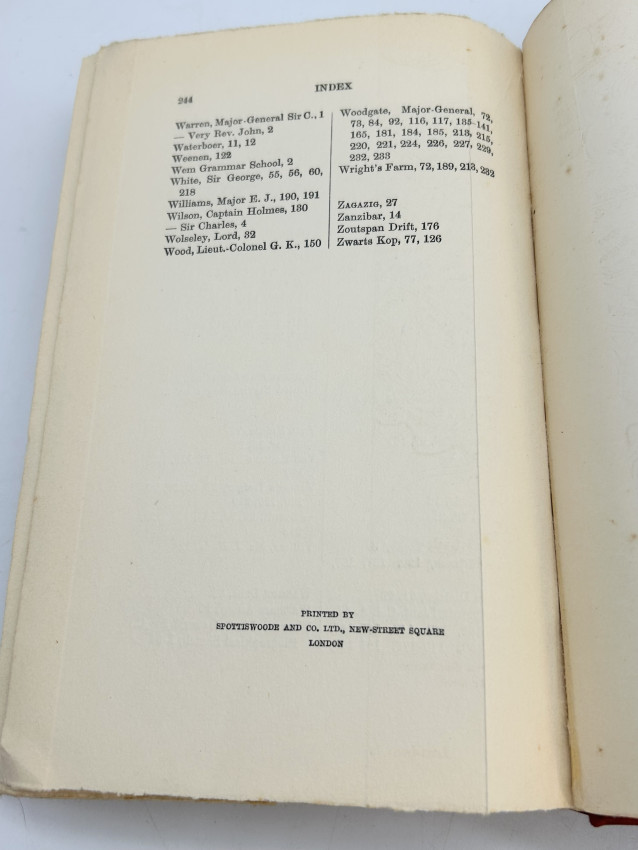 244
INDEX
Warren, Major-General Sir C., 1
— Very Rev. John, 2
Waterboer, 11, 12
Weenen, 122
Wem Grammar School, 2
White, Sir George, 55, 56, 60,
218
Williams, Major E. J., 190, 191
Wilson, Captain Holmes, 130
— Sir Charles, 4
Wolseley, Lord, 32
Wood, Lieut.-Colonel G. K., 150
Woodgate, Major-General, 72,
73, 84, 92, 116, 117, 135-141,
165, 181, 184, 185, 213, 215,
220, 221, 224, 226, 227, 229,
232, 233
Wright's Farm, 72, 189, 213, 232
ZAGAZIG, 27
Zanzibar, 14
Zoutspan Drift, 176
Zwarts Kop, 77, 126
PRINTED BY
SPOTTISWOODE AND CO. LTD., NEW-STREET SQUARE
LONDON